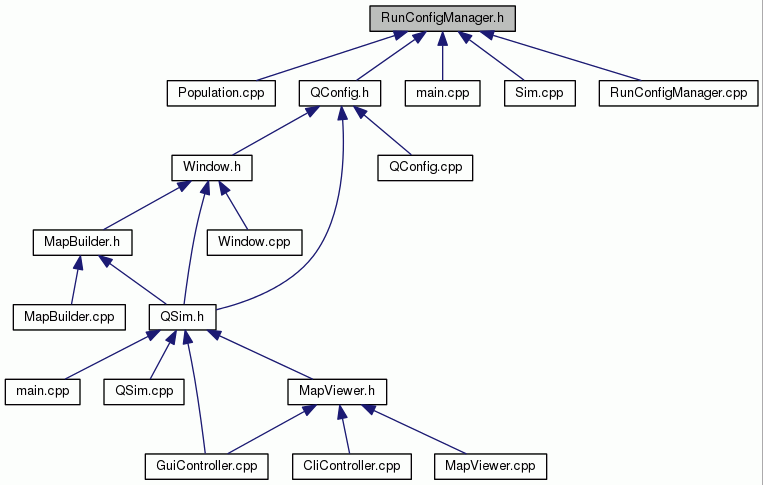 RunConfigManager.h
Population.cpp
QConfig.h
main.cpp
Sim.cpp
RunConfigManager.cpp
Window.h
QConfig.cpp
MapBuilder.h
Window.cpp
MapBuilder.cpp
QSim.h
main.cpp
QSim.cpp
MapViewer.h
GuiController.cpp
CliController.cpp
MapViewer.cpp